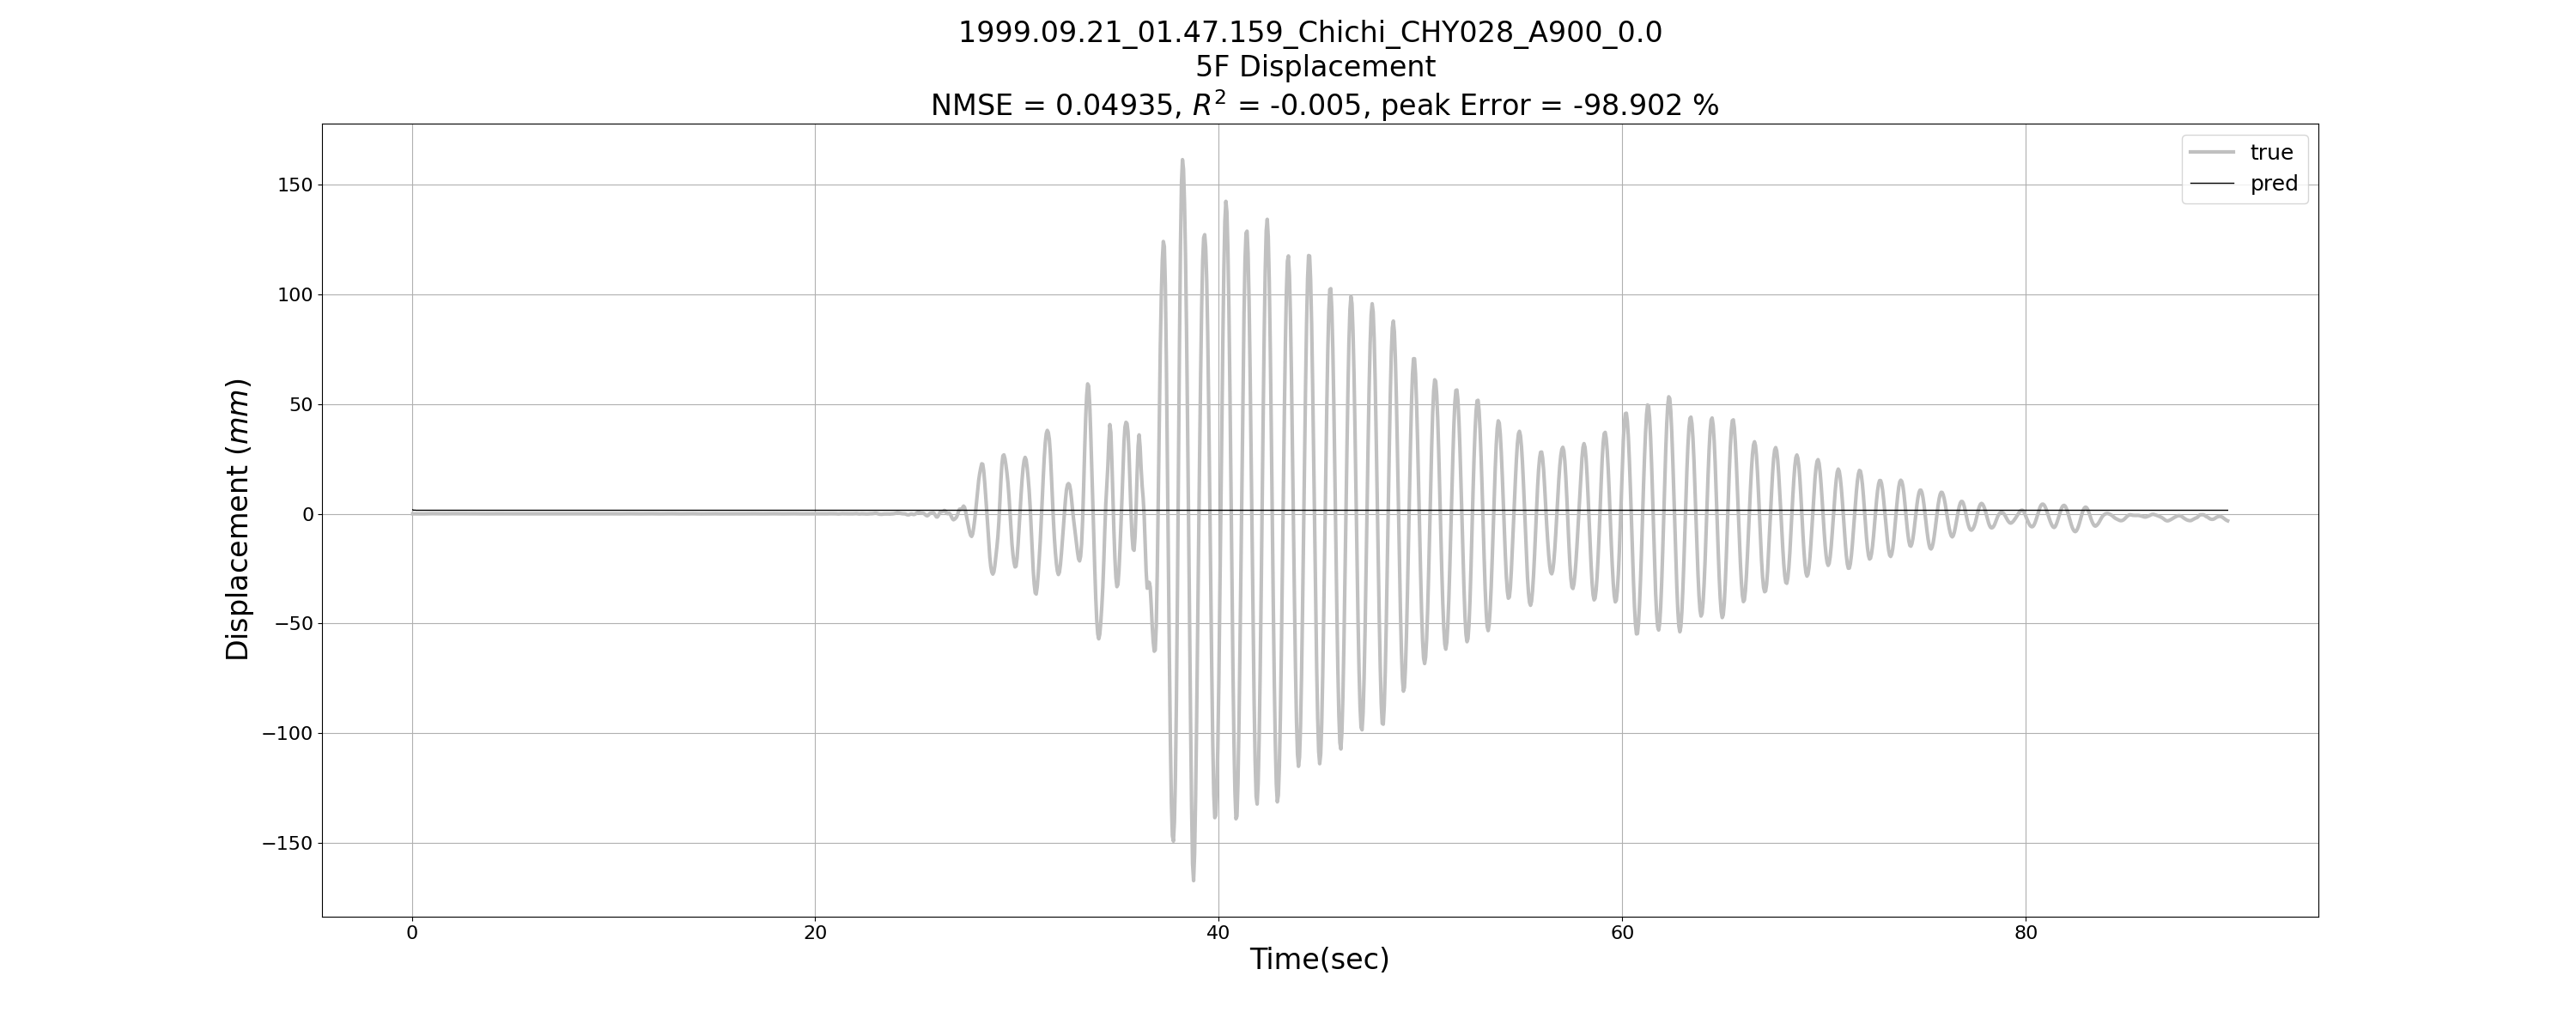 1999.09.21_01.47.159_Chichi_CHY028_A900_0.0
5F Displacement
NMSE = 0.04935, R² = -0.005, peak Error = -98.902 %
true
pred
Displacement (mm)
150
100
50
0
−50
−100
−150
0 20 40 60 80
Time(sec)